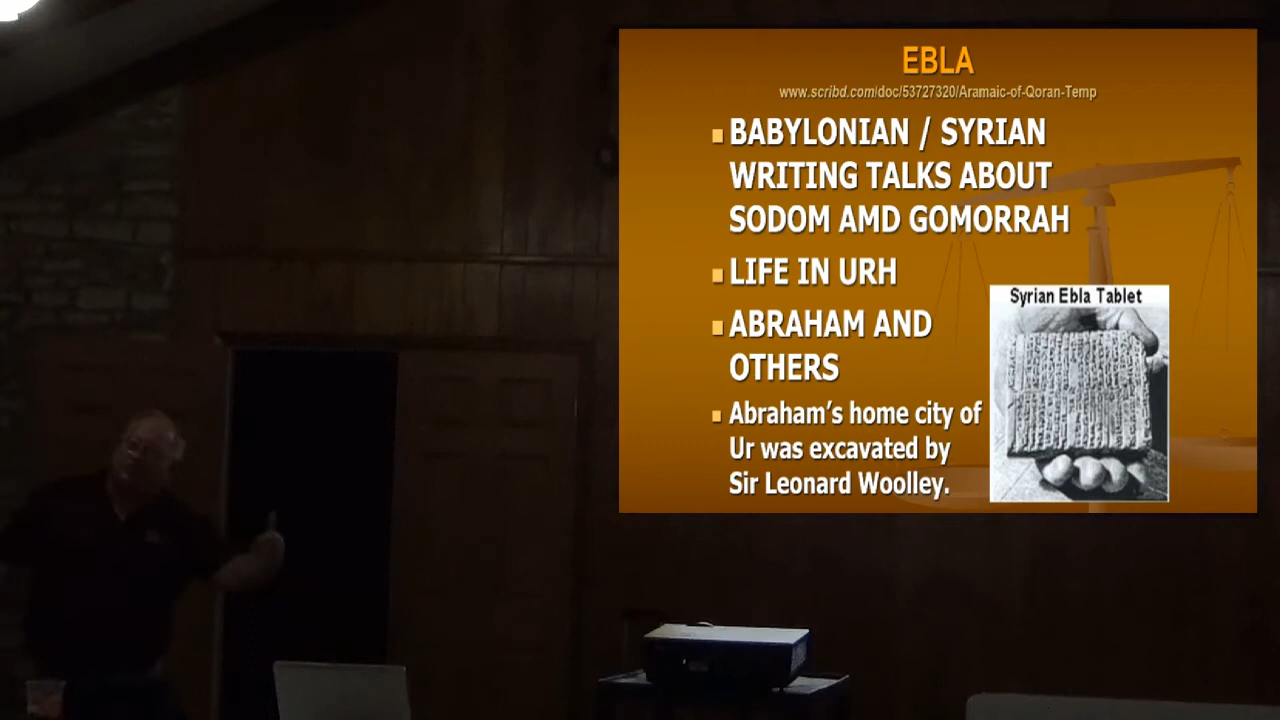 EBLA
www.scribd.com/doc/53727320/Aramaic-of-Qoran-Temp
BABYLONIAN / SYRIAN
WRITING TALKS ABOUT
SODOM AMD GOMORRAH
LIFE IN URH
ABRAHAM AND
OTHERS
Abraham's home city of
Ur was excavated by
Sir Leonard Woolley.
Syrian Ebla Tablet